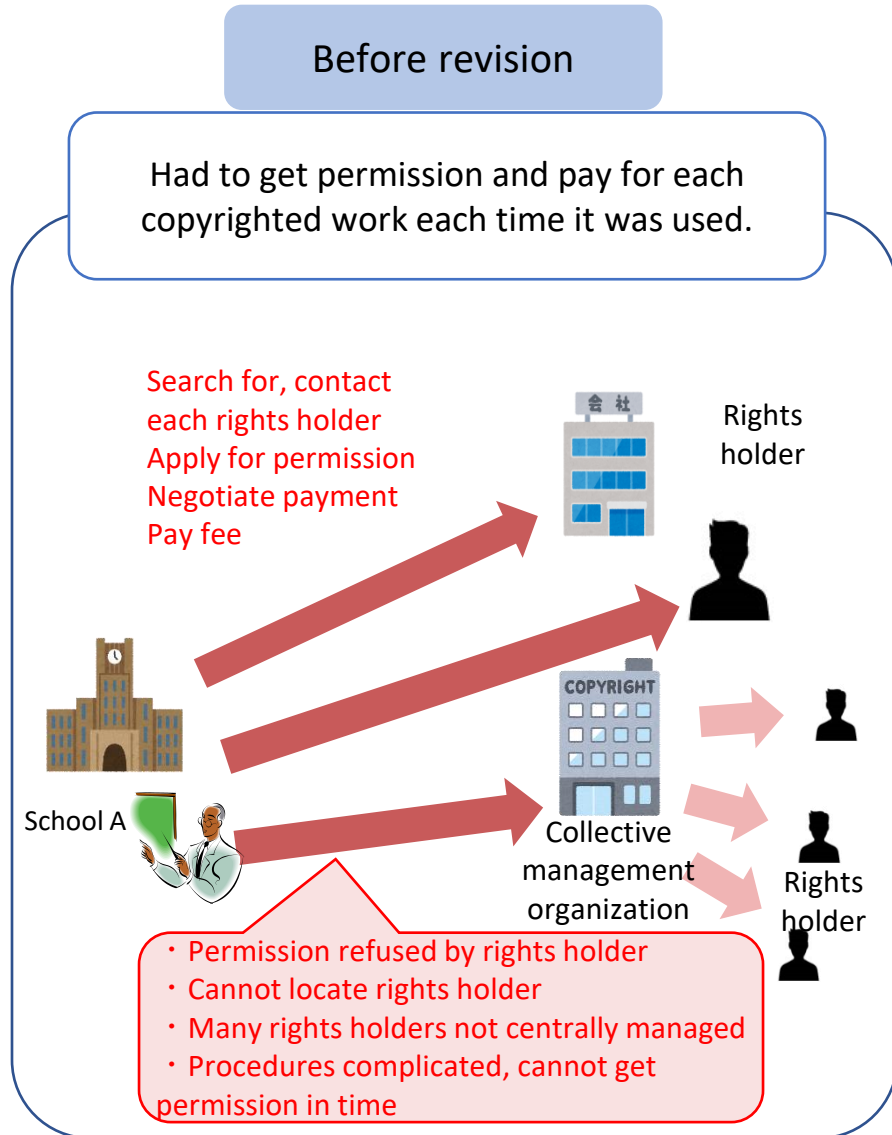 Before revision
Had to get permission and pay for each
copyrighted work each time it was used.
Search for, contact
each rights holder
Apply for permission
Negotiate payment
Pay fee
会社
Rights
holder
COPYRIGHT
School A
Collective
management
organization
Rights
holder
・Permission refused by rights holder
・Cannot locate rights holder
・Many rights holders not centrally managed
・Procedures complicated, cannot get
permission in time